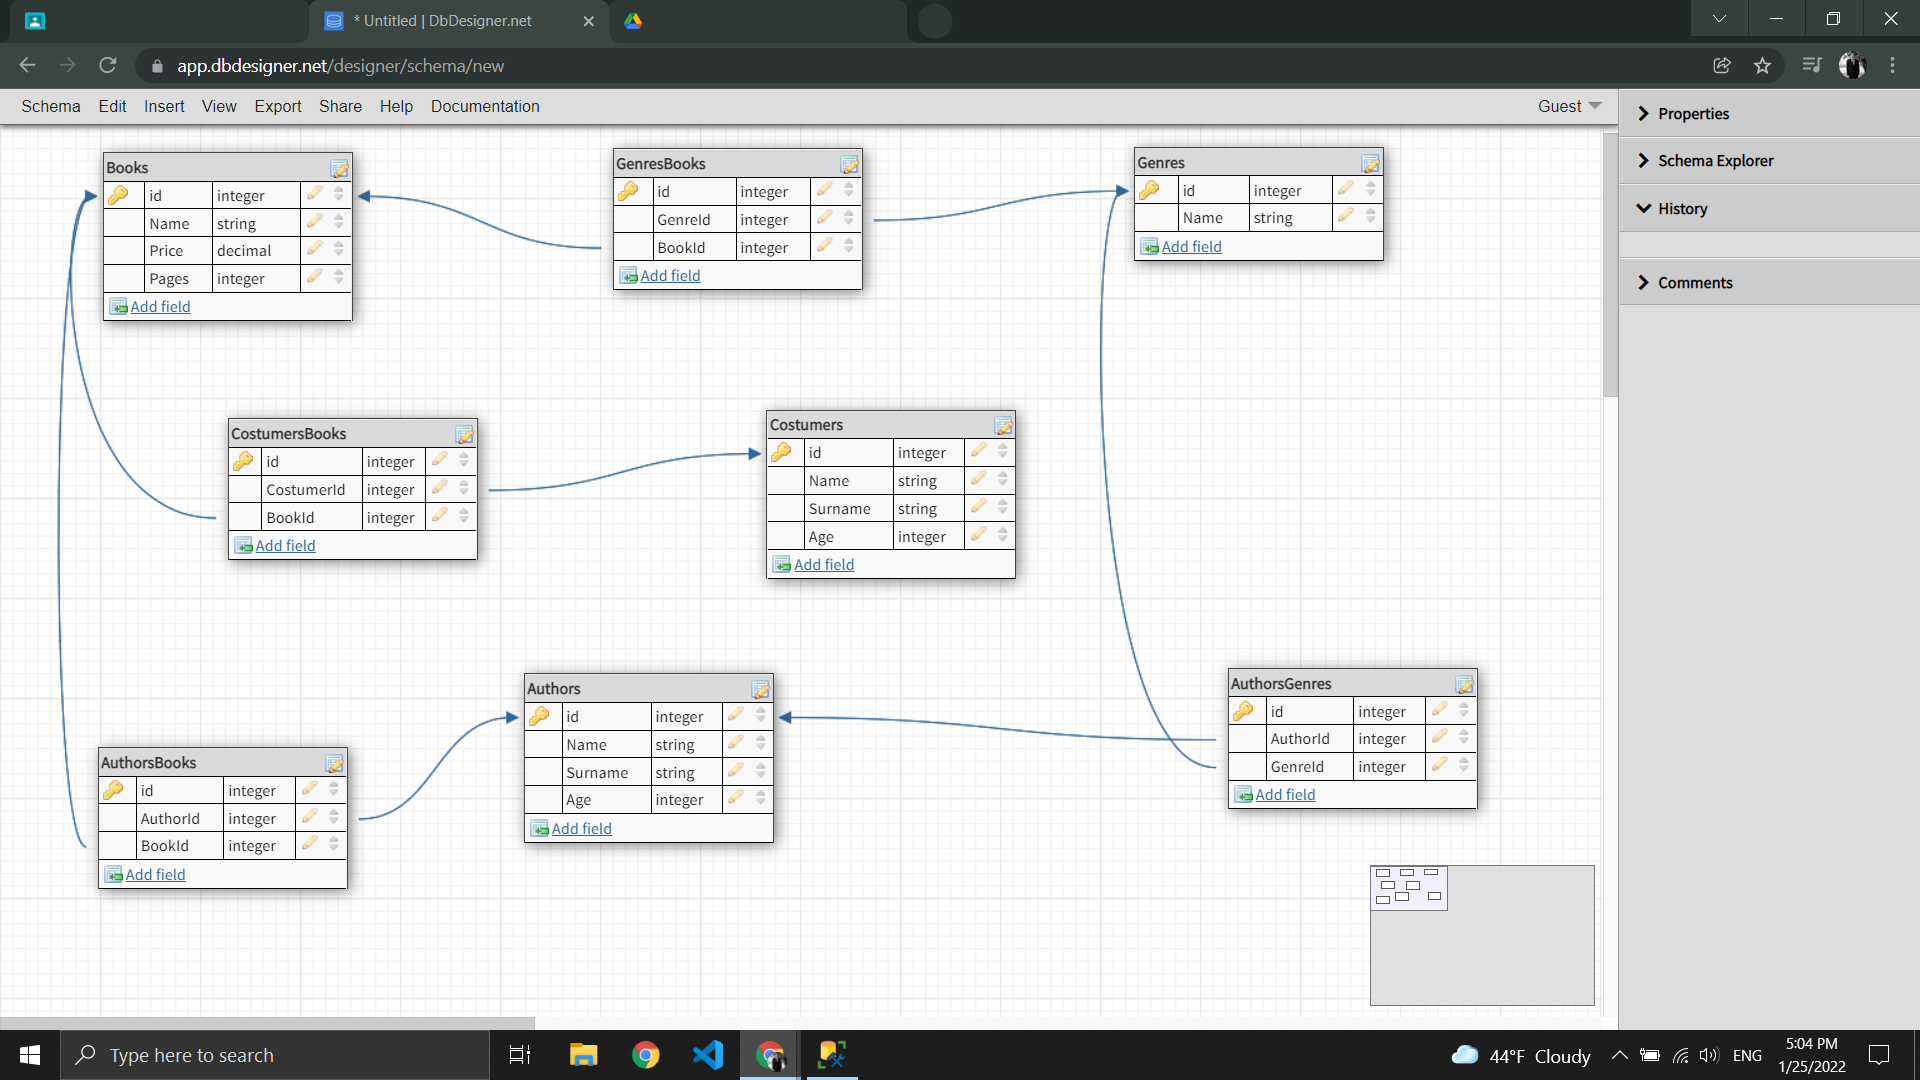 * Untitled | DbDesigner.net
app.dbdesigner.net/designer/schema/new
Schema Edit Insert View Export Share Help Documentation Guest
Properties
Schema Explorer
History
Comments
Books
id integer
Name string
Price decimal
Pages integer
Add field
GenresBooks
id integer
GenreId integer
BookId integer
Add field
Genres
id integer
Name string
Add field
CostumersBooks
id integer
CostumerId integer
BookId integer
Add field
Costumers
id integer
Name string
Surname string
Age integer
Add field
Authors
id integer
Name string
Surname string
Age integer
Add field
AuthorsGenres
id integer
AuthorId integer
GenreId integer
Add field
AuthorsBooks
id integer
AuthorId integer
BookId integer
Add field
Type here to search
44°F Cloudy
ENG
5:04 PM
1/25/2022